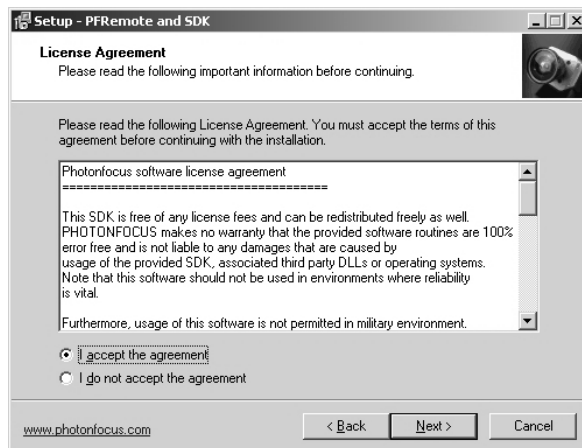 Setup - PFRemote and SDK
License Agreement
Please read the following important information before continuing.
Please read the following License Agreement. You must accept the terms of this
agreement before continuing with the installation.
Photonfocus software license agreement
======================================
This SDK is free of any license fees and can be redistributed freely as well.
PHOTONFOCUS makes no warranty that the provided software routines are 100%
error free and is not liable to any damages that are caused by
usage of the provided SDK, associated third party DLLs or operating systems.
Note that this software should not be used in environments where reliability
is vital.
Furthermore, usage of this software is not permitted in military environment.
I accept the agreement
I do not accept the agreement
www.photonfocus.com
< Back
Next >
Cancel